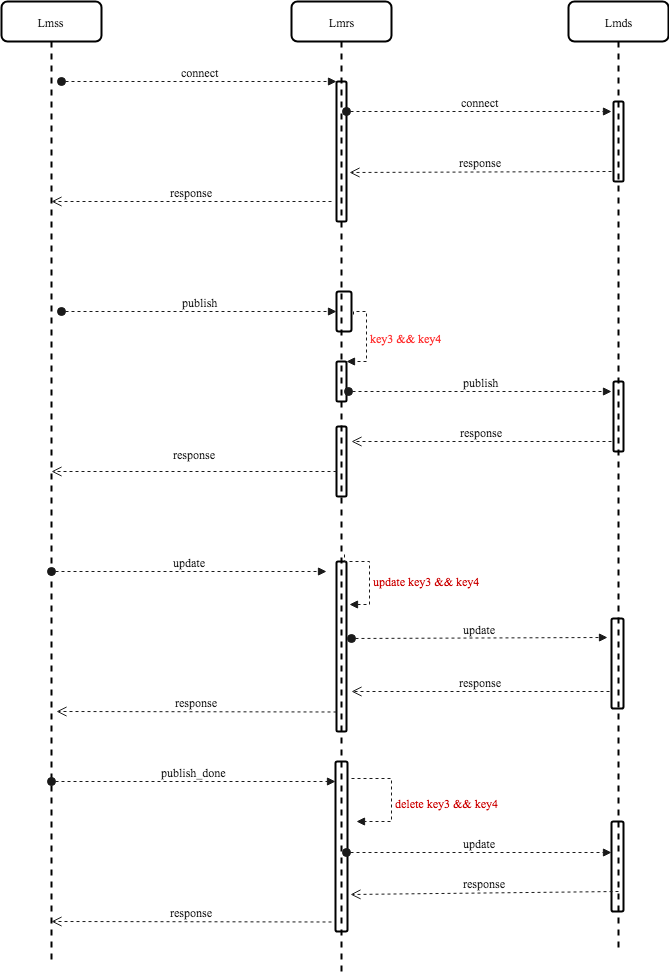 Lmss
Lmrs
Lmds
connect
connect
response
response
publish
key3 && key4
publish
response
response
update
update key3 && key4
update
response
response
publish_done
delete key3 && key4
update
response
response